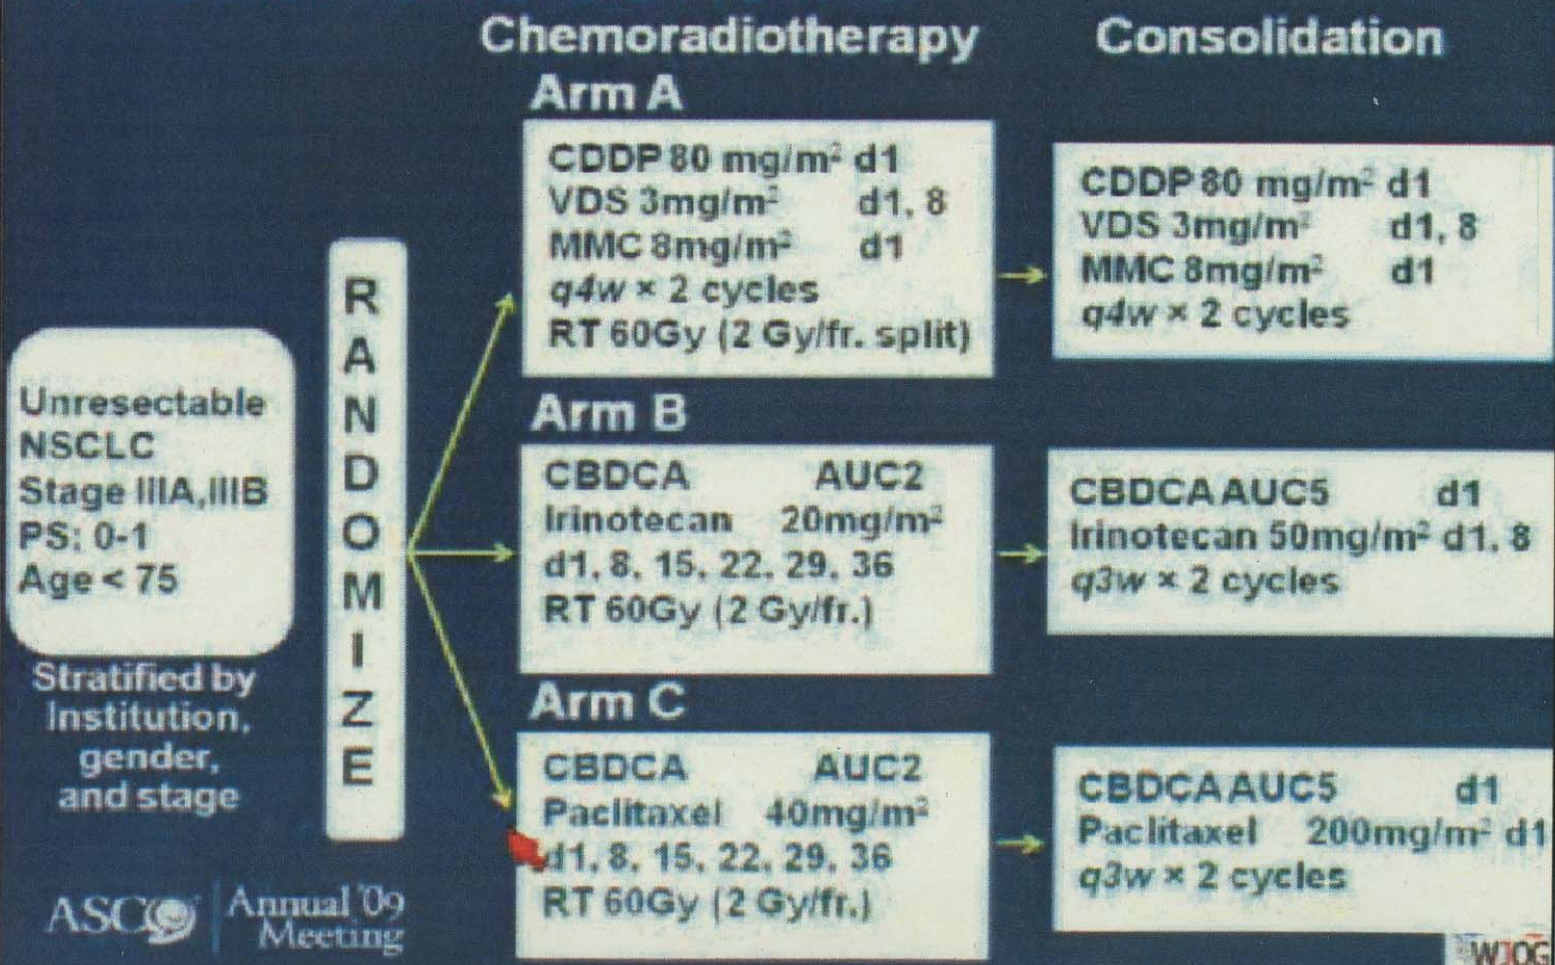 Chemoradiotherapy
Consolidation
Arm A
CDDP 80 mg/m² d1
VDS 3mg/m² d1, 8
MMC 8mg/m² d1
q4w × 2 cycles
RT 60Gy (2 Gy/fr. split)
CDDP 80 mg/m² d1
VDS 3mg/m² d1, 8
MMC 8mg/m² d1
q4w × 2 cycles
RANDOMIZE
Unresectable
NSCLC
Stage IIIA,IIIB
PS: 0-1
Age < 75
Stratified by
Institution,
gender,
and stage
Arm B
CBDCA AUC2
Irinotecan 20mg/m²
d1, 8, 15, 22, 29, 36
RT 60Gy (2 Gy/fr.)
CBDCA AUC5 d1
Irinotecan 50mg/m² d1, 8
q3w × 2 cycles
Arm C
CBDCA AUC2
Paclitaxel 40mg/m²
d1, 8, 15, 22, 29, 36
RT 60Gy (2 Gy/fr.)
CBDCA AUC5 d1
Paclitaxel 200mg/m² d1
q3w × 2 cycles
ASCO Annual '09
Meeting
WJOG